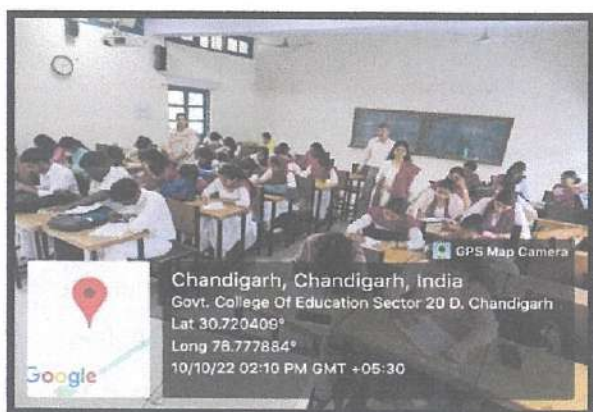 GPS Map Camera
Chandigarh, Chandigarh, India
Govt. College Of Education Sector 20 D. Chandigarh
Lat 30.720409°
Long 76.777884°
10/10/22 02:10 PM GMT +05:30
Google